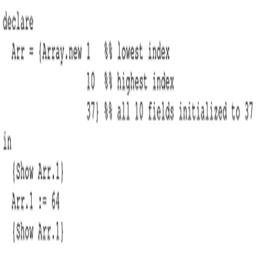 declare
Arr = {Array.new 1 %% lowest index
10 %% highest index
37} %% all 10 fields initialized to 37
in
{Show Arr.1}
Arr.1 := 64
{Show Arr.1}